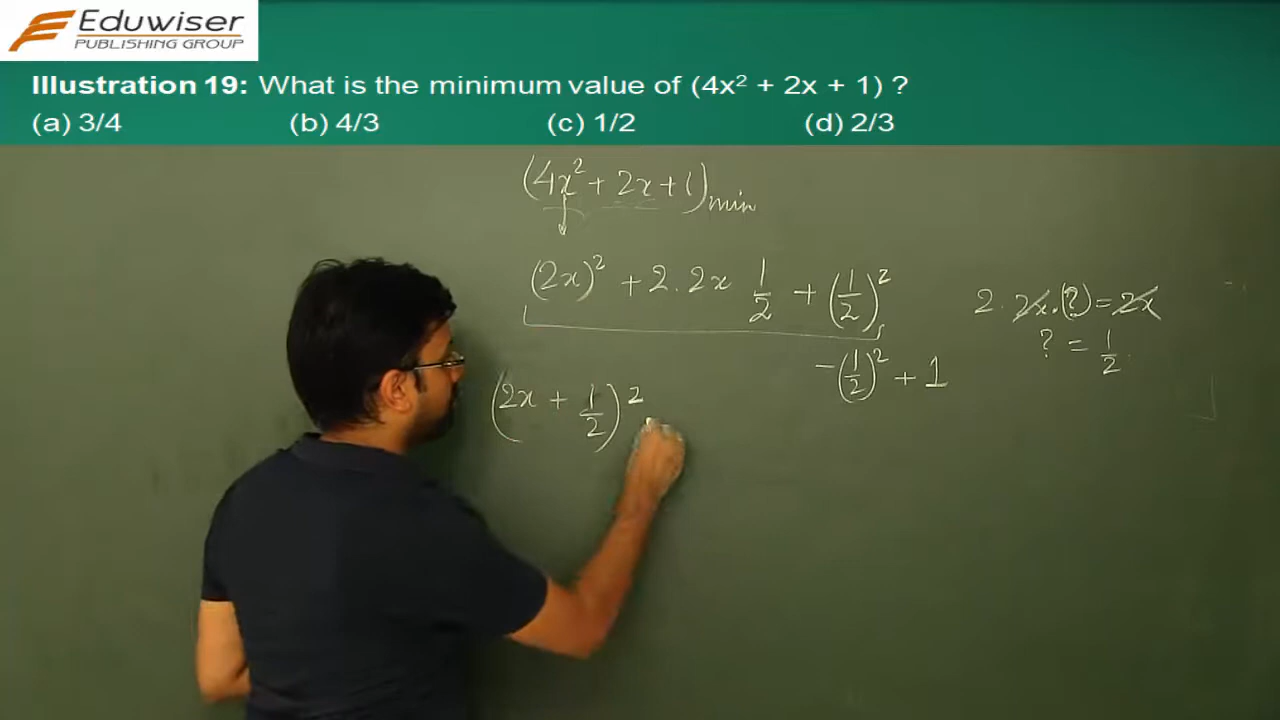 Eduwiser
PUBLISHING GROUP
Illustration 19: What is the minimum value of (4x² + 2x + 1) ?
(a) 3/4 (b) 4/3 (c) 1/2 (d) 2/3
(4x² + 2x + 1)min
(2x)² + 2.2x 1/2 + (1/2)²
2.2x.(?) = 2x
? = 1/2
-(1/2)² + 1
(2x + 1/2)²